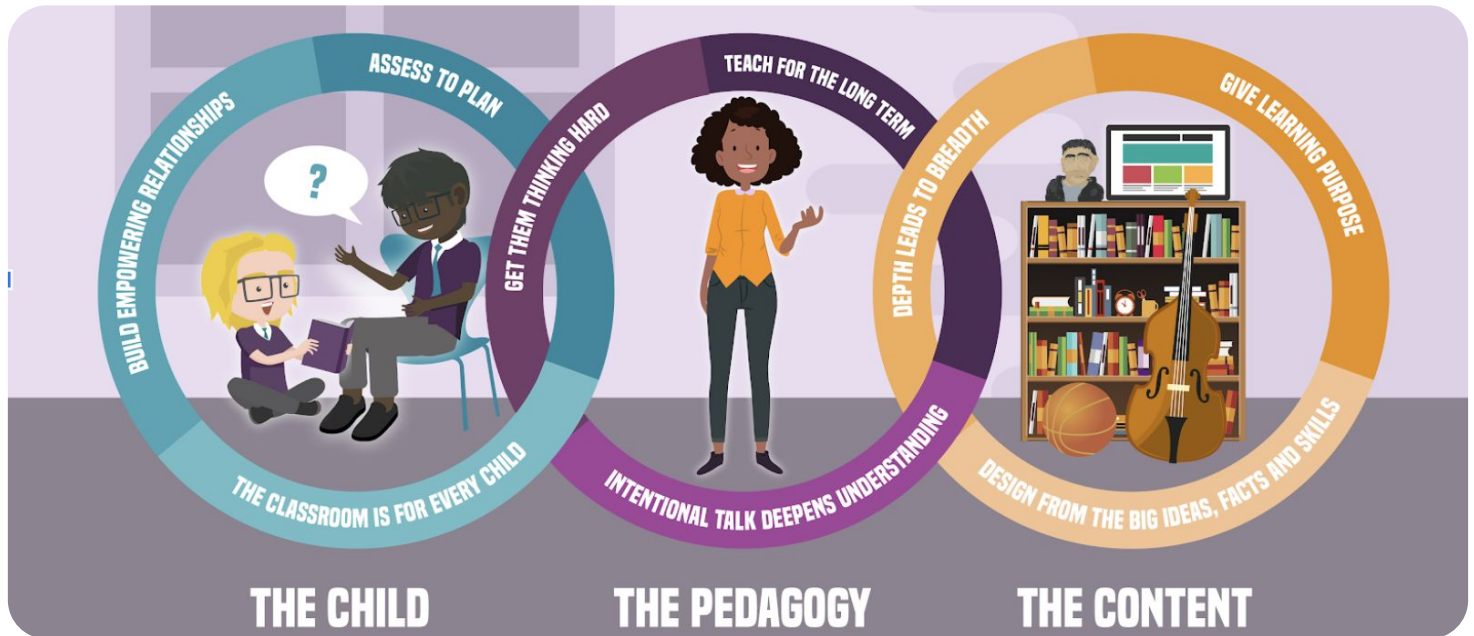 BUILD EMPOWERING RELATIONSHIPS
ASSESS TO PLAN
?
THE CLASSROOM IS FOR EVERY CHILD
GET THEM THINKING HARD
TEACH FOR THE LONG TERM
INTENTIONAL TALK DEEPENS UNDERSTANDING
DEPTH LEADS TO BREADTH
GIVE LEARNING PURPOSE
DESIGN FROM THE BIG IDEAS, FACTS AND SKILLS
THE CHILD
THE PEDAGOGY
THE CONTENT